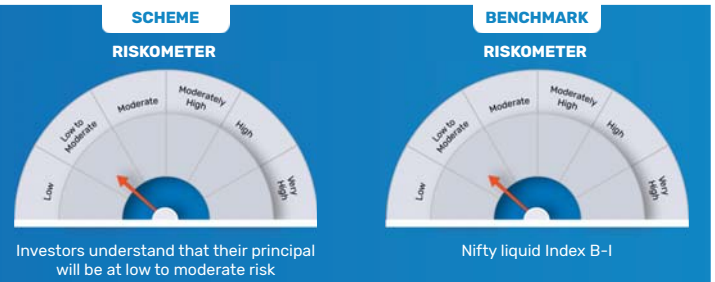 SCHEME
RISKOMETER
Low
Low to
Moderate
Moderate
Moderately
High
High
Very
High
Investors understand that their principal
will be at low to moderate risk
BENCHMARK
RISKOMETER
Low
Low to
Moderate
Moderate
Moderately
High
High
Very
High
Nifty liquid Index B-I